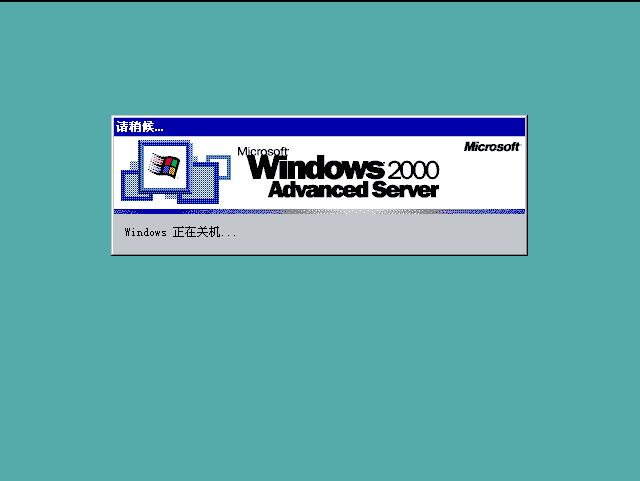 请稍候...
Microsoft
Microsoft
Windows 2000
Advanced Server
Windows 正在关机...